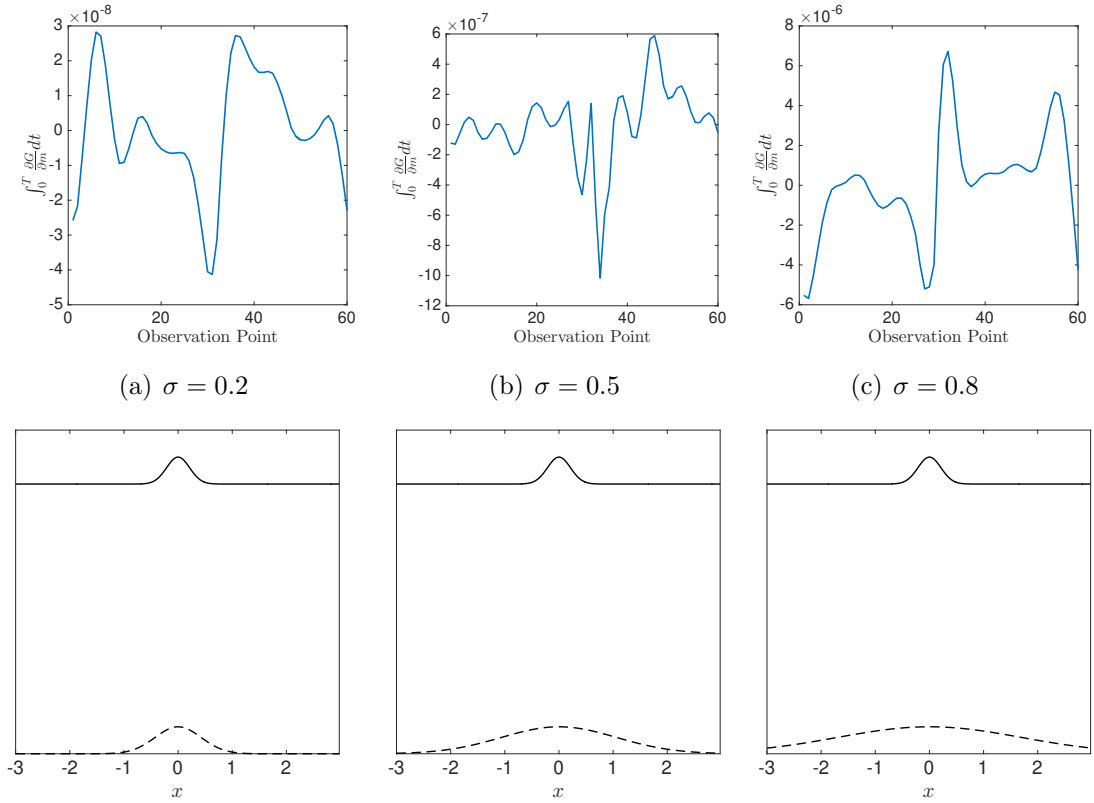 ×10⁻⁸
3
2
1
0
-1
-2
-3
-4
-5
0 20 40 60
∫₀ᵀ ∂G/∂m dt
Observation Point
(a) σ = 0.2
×10⁻⁷
6
4
2
0
-2
-4
-6
-8
-10
-12
0 20 40 60
∫₀ᵀ ∂G/∂m dt
Observation Point
(b) σ = 0.5
×10⁻⁶
8
6
4
2
0
-2
-4
-6
0 20 40 60
∫₀ᵀ ∂G/∂m dt
Observation Point
(c) σ = 0.8
-3 -2 -1 0 1 2
x
-3 -2 -1 0 1 2
x
-3 -2 -1 0 1 2
x